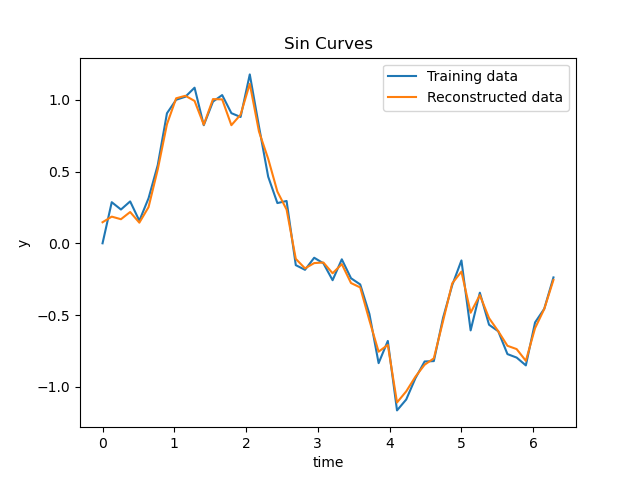 Sin Curves
Training data
Reconstructed data
1.0
0.5
0.0
−0.5
−1.0
y
0 1 2 3 4 5 6
time